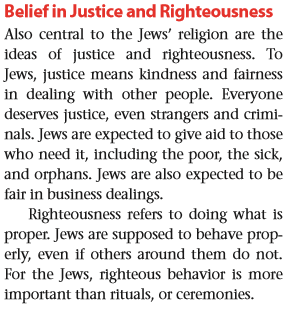 Belief in Justice and Righteousness
Also central to the Jews' religion are the
ideas of justice and righteousness. To
Jews, justice means kindness and fairness
in dealing with other people. Everyone
deserves justice, even strangers and crimi-
nals. Jews are expected to give aid to those
who need it, including the poor, the sick,
and orphans. Jews are also expected to be
fair in business dealings.
Righteousness refers to doing what is
proper. Jews are supposed to behave prop-
erly, even if others around them do not.
For the Jews, righteous behavior is more
important than rituals, or ceremonies.